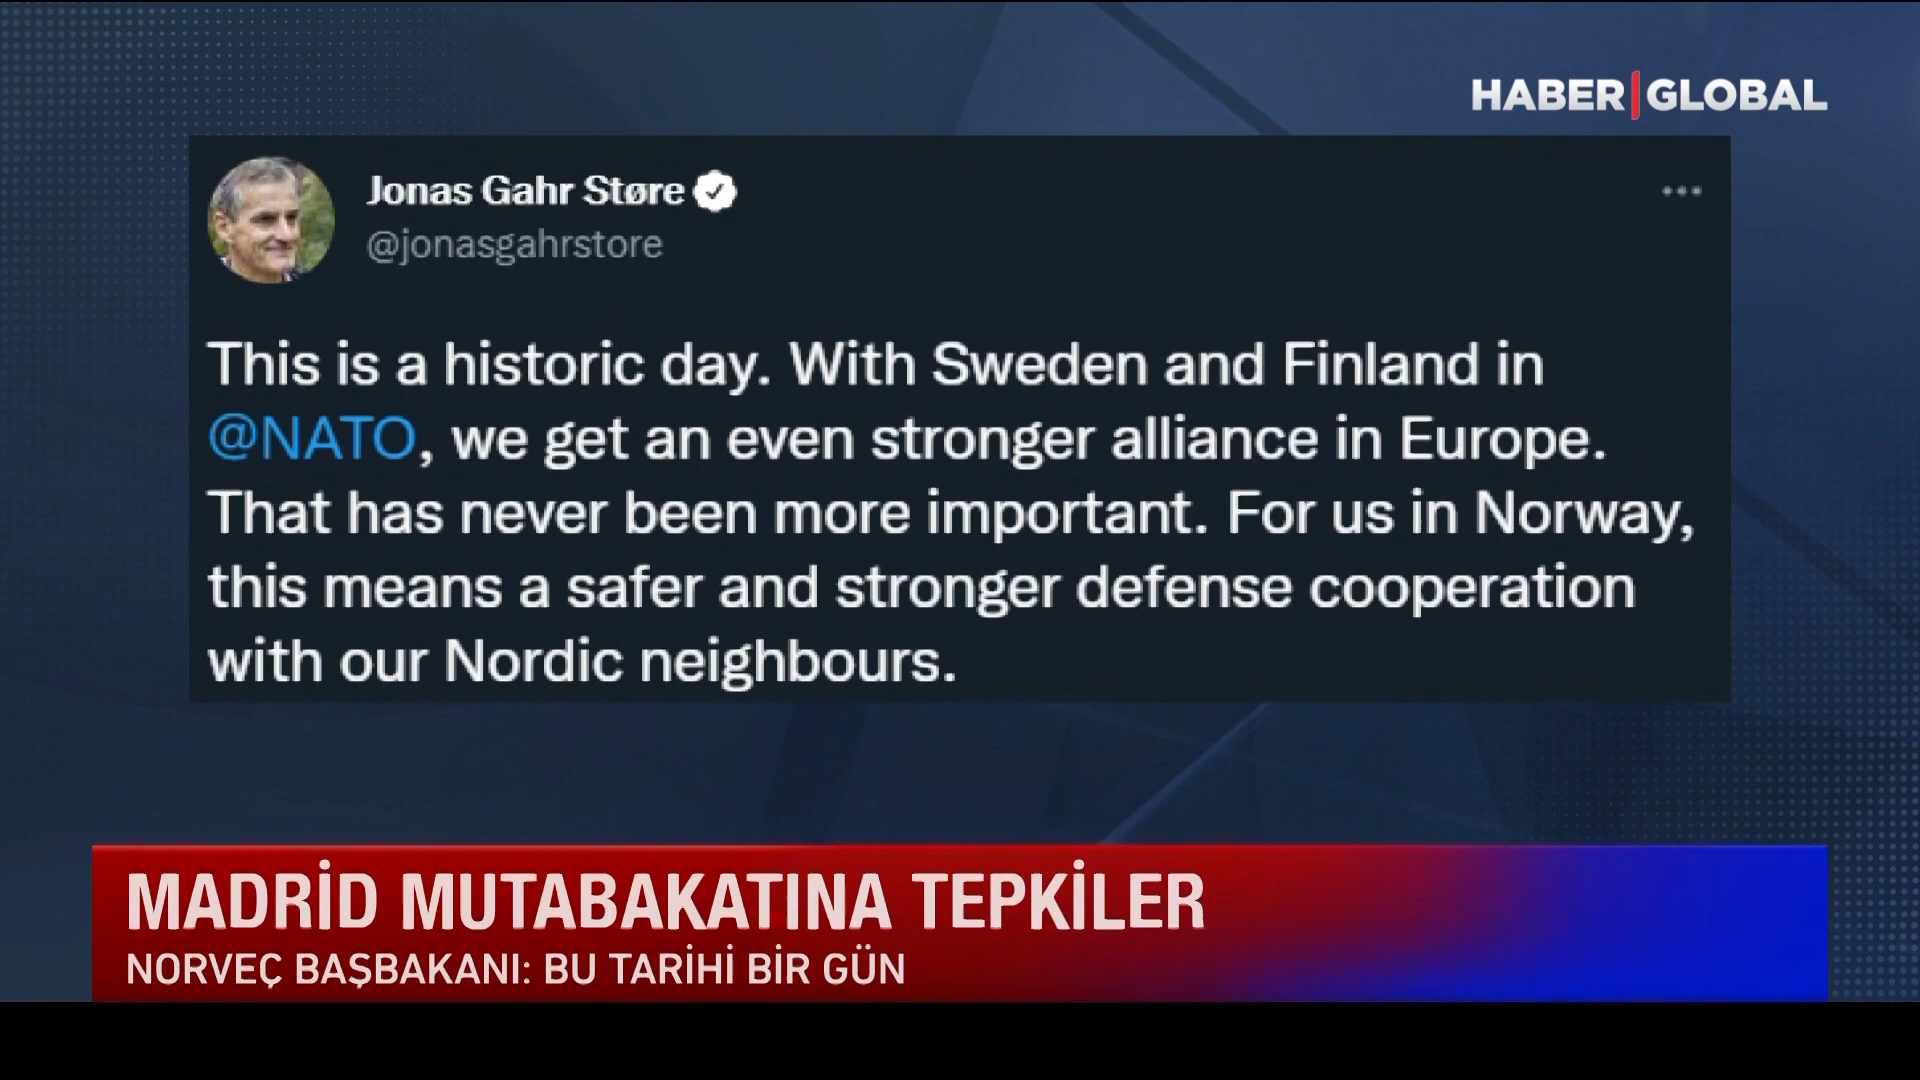 HABER|GLOBAL
Jonas Gahr Støre
@jonasgahrstore
This is a historic day. With Sweden and Finland in
@NATO, we get an even stronger alliance in Europe.
That has never been more important. For us in Norway,
this means a safer and stronger defense cooperation
with our Nordic neighbours.
MADRİD MUTABAKATINA TEPKİLER
NORVEÇ BAŞBAKANI: BU TARİHİ BİR GÜN